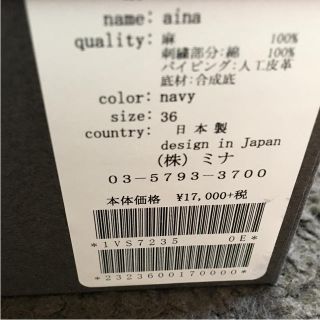 name: aina
quality: 麻 100%
刺繍部分:綿 100%
パイピング:人工皮革
底材:合成底
color: navy
size: 36
country: 日本製
design in Japan
(株) ミナ
03-5793-3700
本体価格 ¥17,000+税
*1VS7235 0E*
*2323600170000*